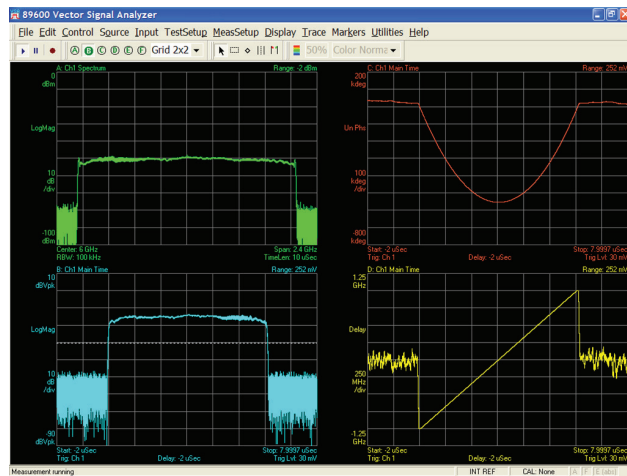 89600 Vector Signal Analyzer
File Edit Control Source Input TestSetup MeasSetup Display Trace Markers Utilities Help
A B C D E F Grid 2x2 50% Color Norma
A: Ch1 Spectrum Range: -2 dBm
0
dBm
LogMag
10
dB
/div
-100
dBm
Center: 6 GHz Span: 2.4 GHz
RBW: 100 kHz TimeLen: 10 uSec
C: Ch1 Main Time Range: 252 mV
200
kdeg
Un Phs
100
kdeg
/div
-800
kdeg
Start: -2 uSec Stop: 7.9997 uSec
Trig: Ch 1 Delay: -2 uSec Trig Lvl: 30 mV
B: Ch1 Main Time Range: 252 mV
10
dBVpk
LogMag
10
dB
/div
-90
dBVpk
Start: -2 uSec Stop: 7.9997 uSec
Trig: Ch 1 Delay: -2 uSec Trig Lvl: 30 mV
D: Ch1 Main Time Range: 252 mV
1.25
GHz
Delay
250
MHz
/div
-1.25
GHz
Start: -2 uSec Stop: 7.9997 uSec
Trig: Ch 1 Delay: -2 uSec Trig Lvl: 30 mV
Measurement running INT REF CAL: None A F E (abs)